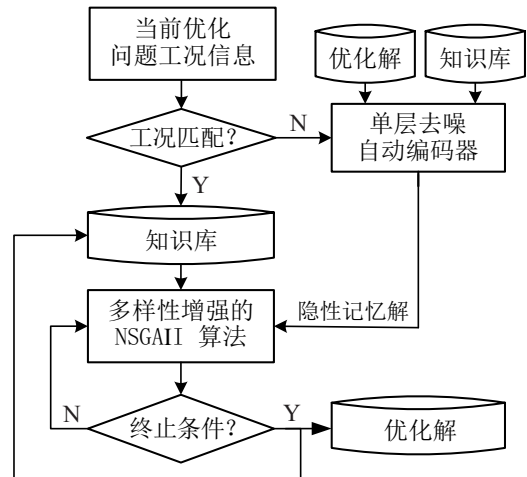 当前优化
问题工况信息
优化解
知识库
工况匹配？
N
单层去噪
自动编码器
Y
知识库
多样性增强的
NSGAII 算法
隐性记忆解
N
终止条件？
Y
优化解